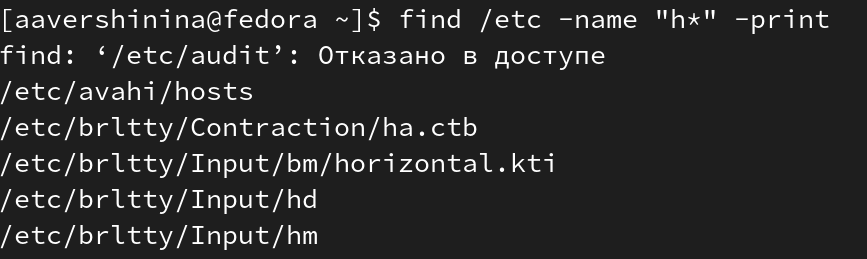 [aavershinina@fedora ~]$ find /etc -name "h*" -print
find: ‘/etc/audit’: Отказано в доступе
/etc/avahi/hosts
/etc/brltty/Contraction/ha.ctb
/etc/brltty/Input/bm/horizontal.kti
/etc/brltty/Input/hd
/etc/brltty/Input/hm